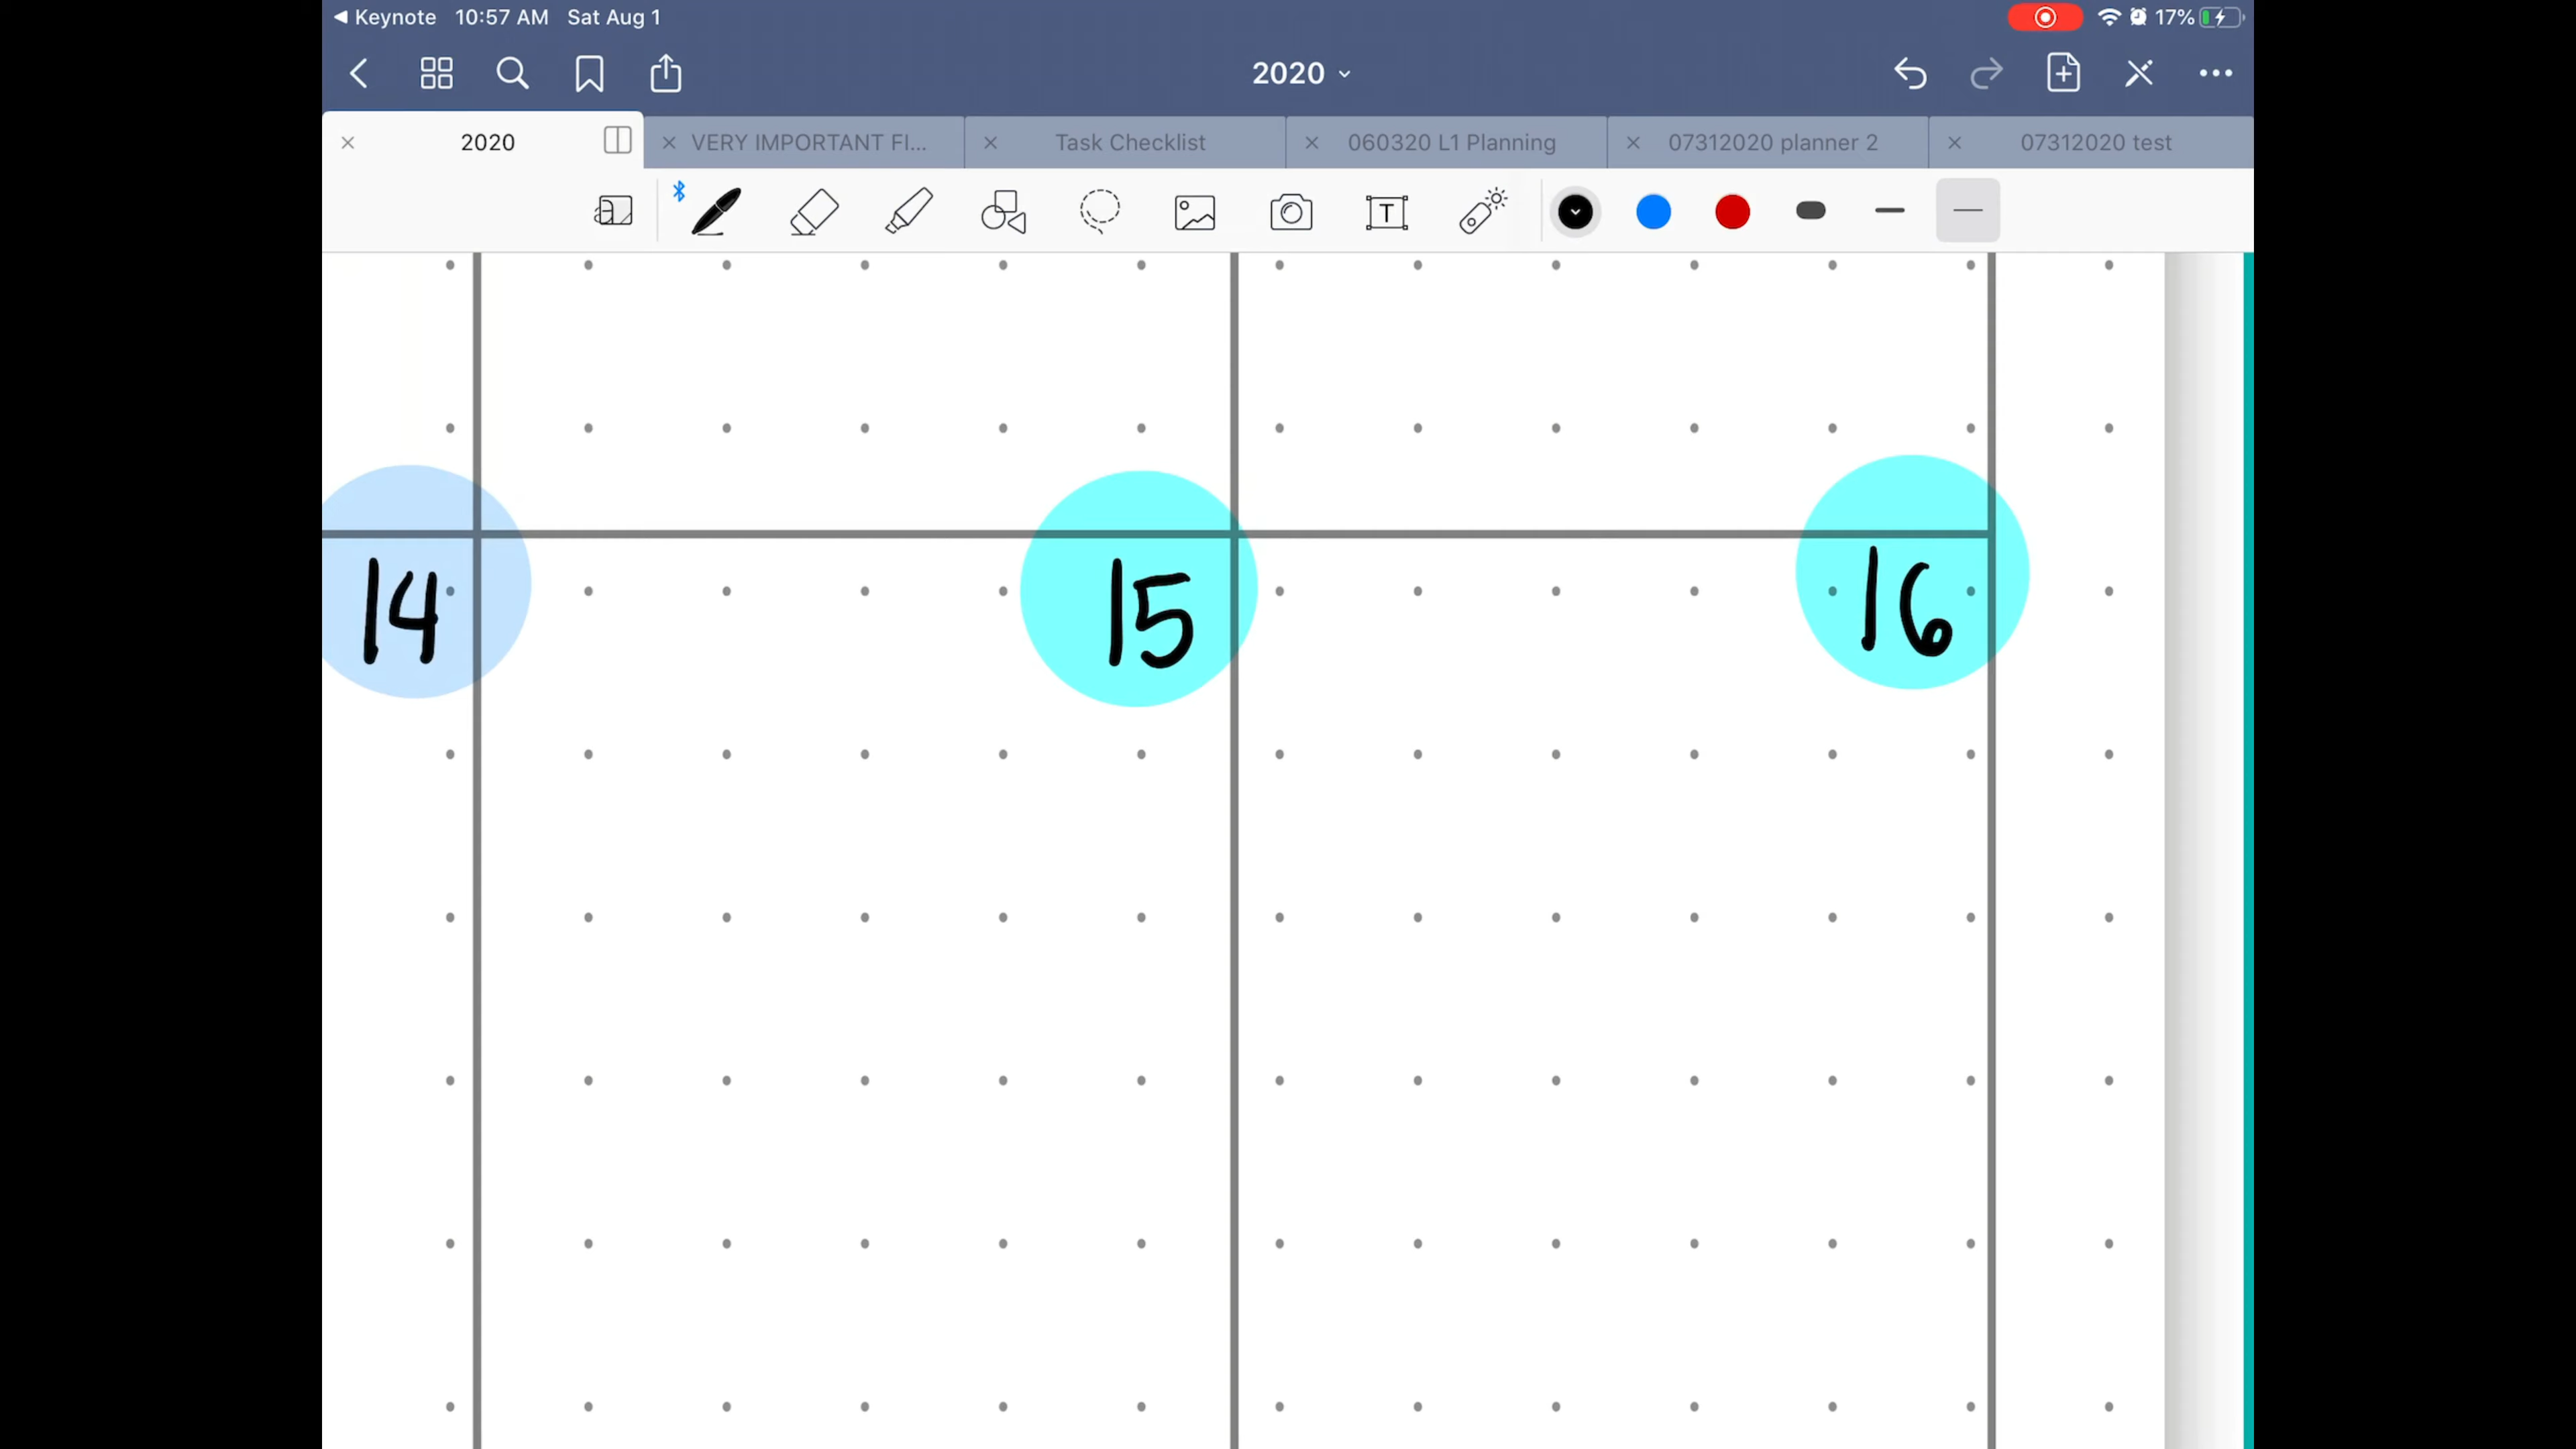 ◀ Keynote 10:57 AM Sat Aug 1 17%
2020
2020 VERY IMPORTANT FI... Task Checklist 060320 L1 Planning 07312020 planner 2 07312020 test
14 15 16